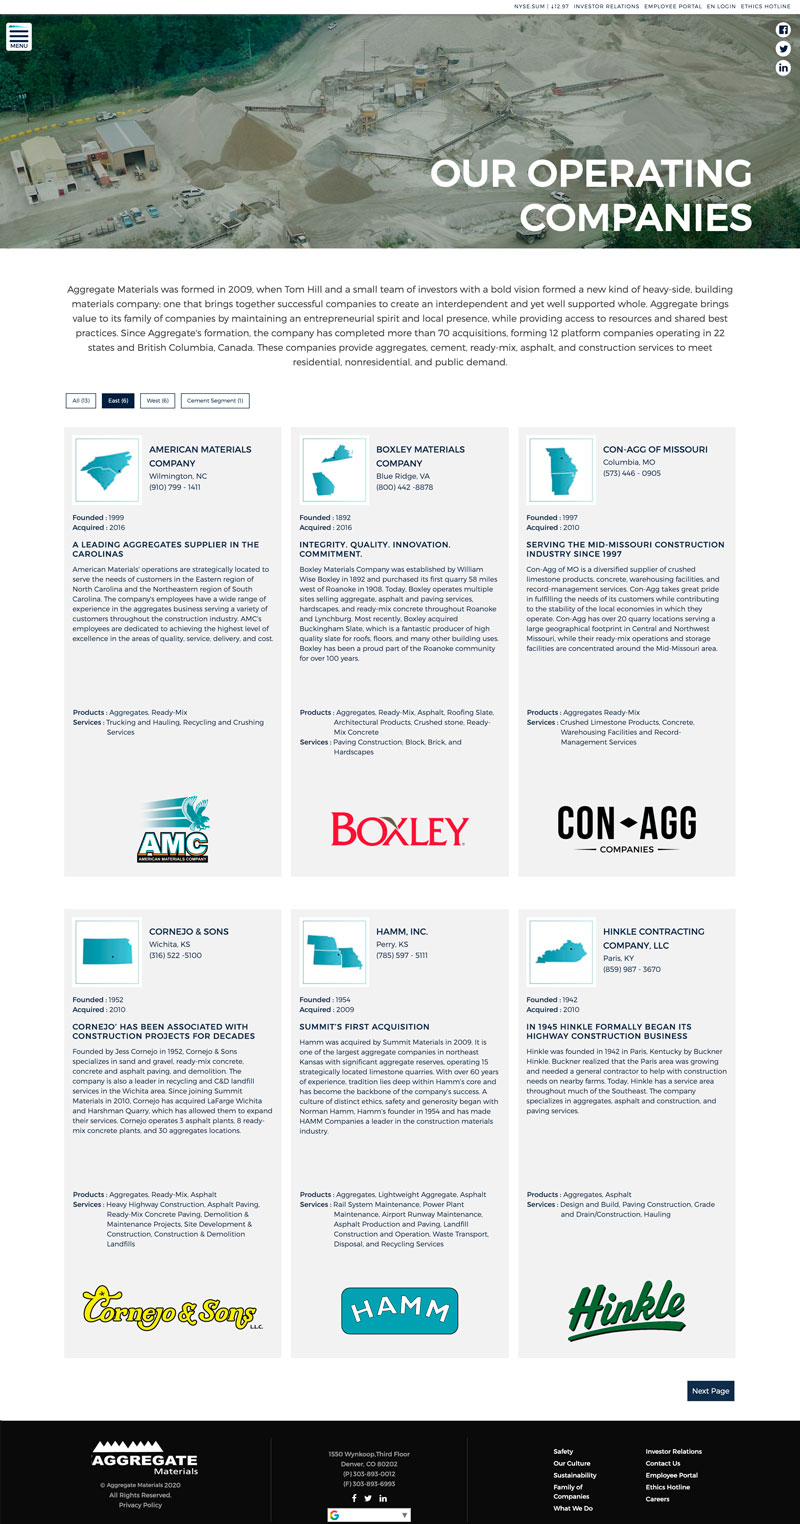 NYSE:SUM | ↓12.97 INVESTOR RELATIONS EMPLOYEE PORTAL EN LOGIN ETHICS HOTLINE
MENU
OUR OPERATING
COMPANIES
Aggregate Materials was formed in 2009, when Tom Hill and a small team of investors with a bold vision formed a new kind of heavy-side, building
materials company: one that brings together successful companies to create an interdependent and yet well supported whole. Aggregate brings
value to its family of companies by maintaining an entrepreneurial spirit and local presence, while providing access to resources and shared best
practices. Since Aggregate's formation, the company has completed more than 70 acquisitions, forming 12 platform companies operating in 22
states and British Columbia, Canada. These companies provide aggregates, cement, ready-mix, asphalt, and construction services to meet
residential, nonresidential, and public demand.
All (13) East (6) West (6) Cement Segment (1)
AMERICAN MATERIALS
COMPANY
Wilmington, NC
(910) 799 - 1411
Founded : 1999
Acquired : 2016
A LEADING AGGREGATES SUPPLIER IN THE
CAROLINAS
American Materials' operations are strategically located to
serve the needs of customers in the Eastern region of
North Carolina and the Northeastern region of South
Carolina. The company's employees have a wide range of
experience in the aggregates business serving a variety of
customers throughout the construction industry. AMC's
employees are dedicated to achieving the highest level of
excellence in the areas of quality, service, delivery, and cost.
Products : Aggregates, Ready-Mix
Services : Trucking and Hauling, Recycling and Crushing
Services
AMC
AMERICAN MATERIALS COMPANY
BOXLEY MATERIALS
COMPANY
Blue Ridge, VA
(800) 442 -8878
Founded : 1892
Acquired : 2016
INTEGRITY. QUALITY. INNOVATION.
COMMITMENT.
Boxley Materials Company was established by William
Wise Boxley in 1892 and purchased its first quarry 58 miles
west of Roanoke in 1908. Today, Boxley operates multiple
sites selling aggregate, asphalt and paving services,
hardscapes, and ready-mix concrete throughout Roanoke
and Lynchburg. Most recently, Boxley acquired
Buckingham Slate, which is a fantastic producer of high
quality slate for roofs, floors, and many other building uses.
Boxley has been a proud part of the Roanoke community
for over 100 years.
Products : Aggregates, Ready-Mix, Asphalt, Roofing Slate,
Architectural Products, Crushed stone, Ready-
Mix Concrete
Services : Paving Construction; Block, Brick, and
Hardscapes
BOXLEY
CON-AGG OF MISSOURI
Columbia, MO
(573) 446 - 0905
Founded : 1997
Acquired : 2010
SERVING THE MID-MISSOURI CONSTRUCTION
INDUSTRY SINCE 1997
Con-Agg of MO is a diversified supplier of crushed
limestone products, concrete, warehousing facilities, and
record-management services. Con-Agg takes great pride
in fulfilling the needs of its customers while contributing
to the stability of the local economies in which they
operate. Con-Agg has over 20 quarry locations serving a
large geographical footprint in Central and Northwest
Missouri, while their ready-mix operations and storage
facilities are concentrated around the Mid-Missouri area.
Products : Aggregates Ready-Mix
Services : Crushed Limestone Products, Concrete,
Warehousing Facilities and Record-
Management Services
CON AGG
COMPANIES
CORNEJO & SONS
Wichita, KS
(316) 522 -5100
Founded : 1952
Acquired : 2010
CORNEJO' HAS BEEN ASSOCIATED WITH
CONSTRUCTION PROJECTS FOR DECADES
Founded by Jess Cornejo in 1952, Cornejo & Sons
specializes in sand and gravel, ready-mix concrete,
concrete and asphalt paving, and demolition. The
company is also a leader in recycling and C&D landfill
services in the Wichita area. Since joining Summit
Materials in 2010, Cornejo has acquired LaFarge Wichita
and Harshman Quarry, which has allowed them to expand
their services. Cornejo operates 3 asphalt plants, 8 ready-
mix concrete plants, and 30 aggregates locations.
Products : Aggregates, Ready-Mix, Asphalt
Services : Heavy Highway Construction, Asphalt Paving,
Ready-Mix Concrete Paving, Demolition &
Maintenance Projects, Site Development &
Construction, Construction & Demolition
Landfills
Cornejo & Sons
L.L.C.
HAMM, INC.
Perry, KS
(785) 597 - 5111
Founded : 1954
Acquired : 2009
SUMMIT'S FIRST ACQUISITION
Hamm was acquired by Summit Materials in 2009. It is
one of the largest aggregate companies in northeast
Kansas with significant aggregate reserves, operating 15
strategically located limestone quarries. With over 60 years
of experience, tradition lies deep within Hamm's core and
has become the backbone of the company's success. A
culture of distinct ethics, safety and generosity began with
Norman Hamm, Hamm's founder in 1954 and has made
HAMM Companies a leader in the construction materials
industry.
Products : Aggregates, Lightweight Aggregate, Asphalt
Services : Rail System Maintenance, Power Plant
Maintenance, Airport Runway Maintenance,
Asphalt Production and Paving, Landfill
Construction and Operation, Waste Transport,
Disposal, and Recycling Services
HAMM
HINKLE CONTRACTING
COMPANY, LLC
Paris, KY
(859) 987 - 3670
Founded : 1942
Acquired : 2010
IN 1945 HINKLE FORMALLY BEGAN ITS
HIGHWAY CONSTRUCTION BUSINESS
Hinkle was founded in 1942 in Paris, Kentucky by Buckner
Hinkle. Buckner realized that the Paris area was growing
and needed a general contractor to help with construction
needs on nearby farms. Today, Hinkle has a service area
throughout much of the Southeast. The company
specializes in aggregates, asphalt and construction, and
paving services.
Products : Aggregates, Asphalt
Services : Design and Build, Paving Construction, Grade
and Drain/Construction, Hauling
Hinkle
Next Page
AGGREGATE
Materials
© Aggregate Materials 2020
All Rights Reserved.
Privacy Policy
1550 Wynkoop,Third Floor
Denver, CO 80202
(P) 303-893-0012
(F) 303-893-6993
Safety
Our Culture
Sustainability
Family of
Companies
What We Do
Investor Relations
Contact Us
Employee Portal
Ethics Hotline
Careers